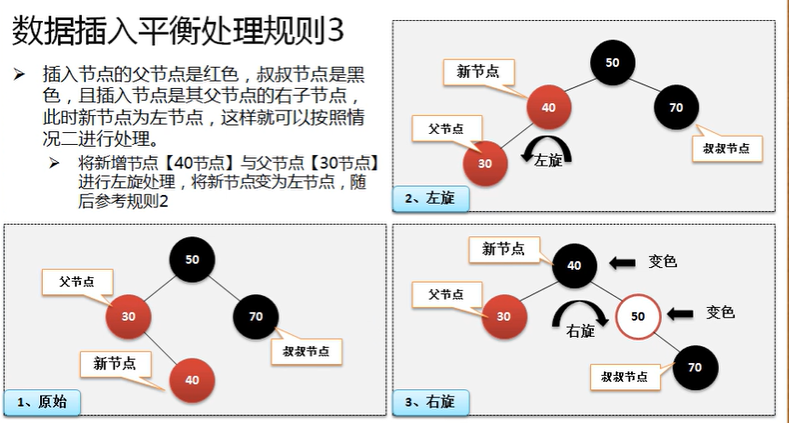 数据插入平衡处理规则3
插入节点的父节点是红色，叔叔节点是黑
色，且插入节点是其父节点的右子节点，
此时新节点为左节点，这样就可以按照情
况二进行处理。
将新增节点【40节点】与父节点【30节点】
进行左旋处理，将新节点变为左节点，随
后参考规则2
50
父节点
30
70
叔叔节点
新节点
40
1、原始
50
新节点
40
70
父节点
叔叔节点
左旋
30
2、左旋
新节点
40
变色
父节点
30
右旋
50
变色
叔叔节点
70
3、右旋